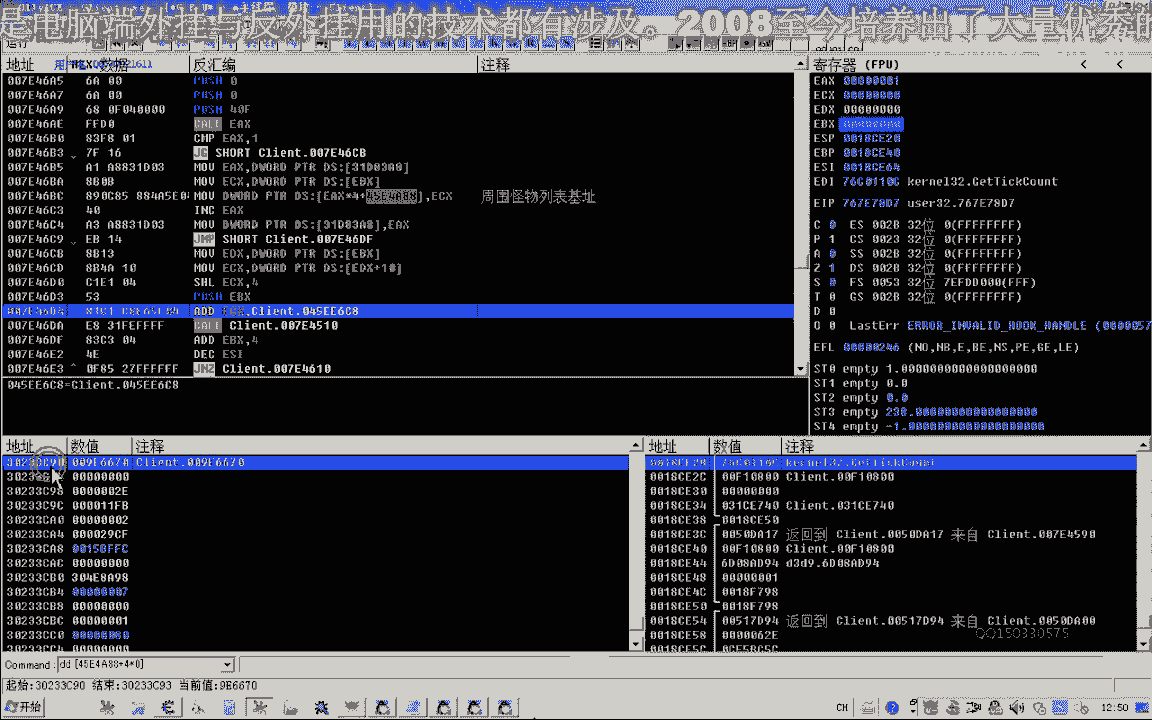 是电脑端外挂与反外挂用的技术都有涉及。2008至今培养出了大量优秀的
地址 数据 反汇编 注释
007E46A5 6A 00 PUSH 0
007E46A7 6A 00 PUSH 0
007E46A9 68 0F040000 PUSH 40F
007E46AE FFD0 CALL EAX
007E46B0 83F8 01 CMP EAX,1
007E46B3 7F 16 JG SHORT Client.007E46CB
007E46B5 A1 A8831D03 MOV EAX,DWORD PTR DS:[31D83A8]
007E46BA 8B0B MOV ECX,DWORD PTR DS:[EBX]
007E46BC 890C85 884A5E0 MOV DWORD PTR DS:[EAX*4+45E4A88],ECX 周围怪物列表基址
007E46C3 40 INC EAX
007E46C4 A3 A8831D03 MOV DWORD PTR DS:[31D83A8],EAX
007E46C9 EB 14 JMP SHORT Client.007E46DF
007E46CB 8B13 MOV EDX,DWORD PTR DS:[EBX]
007E46CD 8B4A 10 MOV ECX,DWORD PTR DS:[EDX+10]
007E46D0 C1E1 04 SHL ECX,4
007E46D3 53 PUSH EBX
ADD Client.045EE6C8
007E46DA E8 31FEFFFF CALL Client.007E4510
007E46DF 83C3 04 ADD EBX,4
007E46E2 4E DEC ESI
007E46E3 ^ 0F85 27FFFFFF JNZ Client.007E4610
045EE6C8=Client.045EE6C8
寄存器 (FPU) < <
EAX 00000001
ECX 00000000
EDX 00000000
EBX
ESP 0018CE28
EBP 0018CE40
ESI 0018CE64
EDI 76C0110C kernel32.GetTickCount
EIP 767E78D7 user32.767E78D7
C 0 ES 002B 32位 0(FFFFFFFF)
P 1 CS 0023 32位 0(FFFFFFFF)
A 0 SS 002B 32位 0(FFFFFFFF)
Z 1 DS 002B 32位 0(FFFFFFFF)
S 0 FS 0053 32位 7EFDD000(FFF)
T 0 GS 002B 32位 0(FFFFFFFF)
D 0
O 0 LastErr ERROR_INVALID_HOOK_HANDLE (0000057
EFL 00000246 (NO,NB,E,BE,NS,PE,GE,LE)
ST0 empty 1.0000000000000000000
ST1 empty 0.0
ST2 empty 0.0
ST3 empty 230.00000000000000000
ST4 empty -1.0000000000000000000
地址 数值 注释
30233C90 009E6670 Client.009E6670
00000000
30233C98 0000002E
30233C9C 000011FB
30233CA0 00000002
30233CA4 000029CF
30233CA8 0015BFFC
30233CAC 00000000
30233CB0 304E8A98
30233CB4 00000007
30233CB8 00000000
30233CBC 00000001
30233CC0
30233CC4 00000000
地址 数值 注释
0018CE28 76C0110C kernel32.GetTickCount
0018CE2C 00F10800 Client.00F10800
0018CE30 00000000
0018CE34 031CE740 Client.031CE740
0018CE38 0018CE50
0018CE3C 0050DA17 返回到 Client.0050DA17 来自 Client.007E4590
0018CE40 00F10800 Client.00F10800
0018CE44 6D08AD94 d3d9.6D08AD94
0018CE48 00000001
0018CE4C 0018F798
0018CE50 0018F798
0018CE54 00517D94 返回到 Client.00517D94 来自 Client.0050DA00
0018CE58 0000062E
QQ150330575
Command: dd [45E4A88+4*0]
起始:30233C90 结束:30233C93 当前值:9E6670
开始 CH 12:50